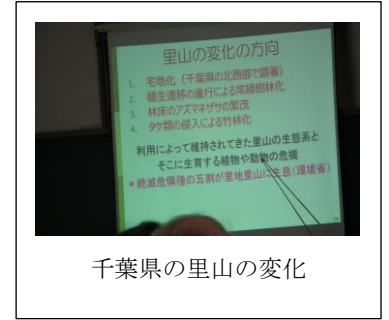 里山の変化の方向
1. 宅地化（千葉県の北西部で顕著）
2. 植生遷移の進行による常緑樹林化
3. 林床のアズマネザサの繁茂
4. タケ類の侵入による竹林化
利用によって維持されてきた里山の生態系と
そこに生育する植物や動物の危機
＊絶滅危惧種の五割が里地里山に生息（環境省）
千葉県の里山の変化